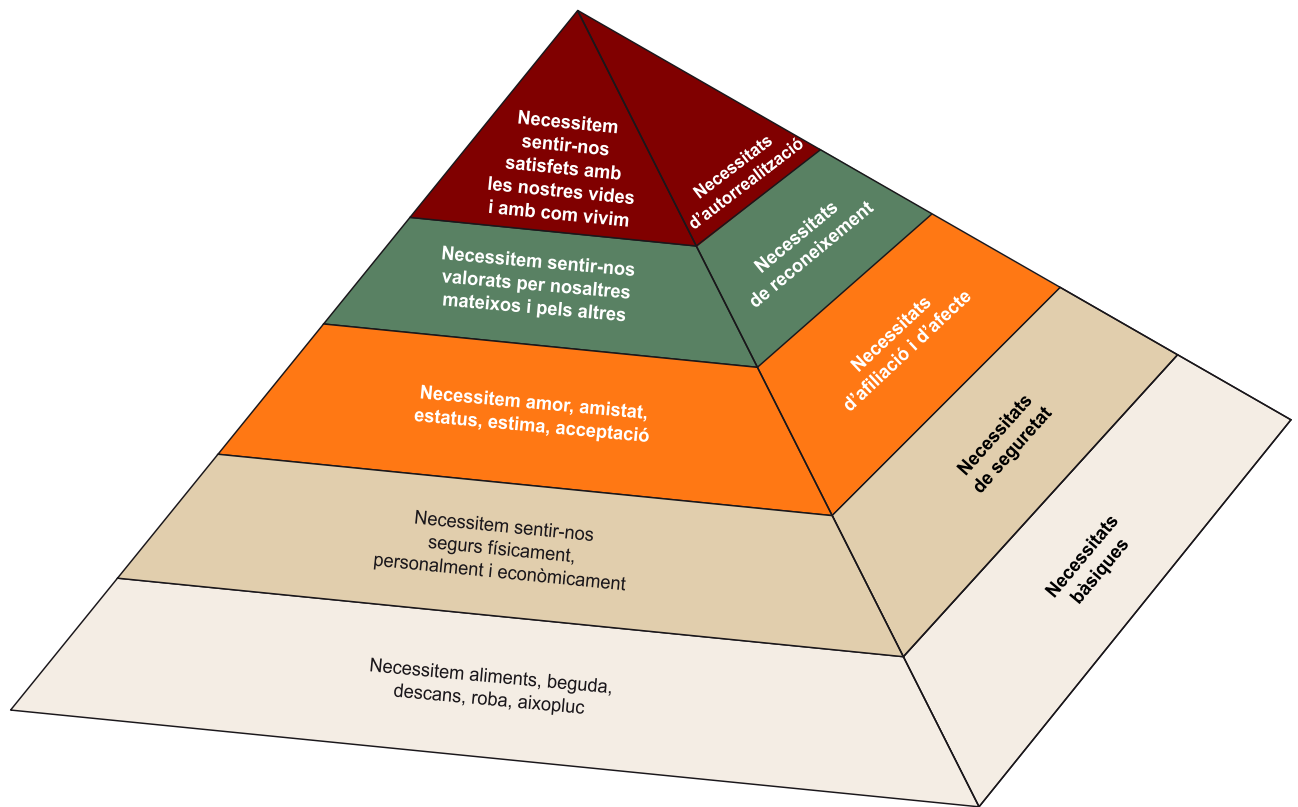 Necessitem
sentir-nos
satisfets amb
les nostres vides
i amb com vivim
Necessitats
d'autorrealització
Necessitem sentir-nos
valorats per nosaltres
mateixos i pels altres
Necessitats
de reconeixement
Necessitem amor, amistat,
estatus, estima, acceptació
Necessitats
d'afiliació i d'afecte
Necessitem sentir-nos
segurs físicament,
personalment i econòmicament
Necessitats
de seguretat
Necessitem aliments, beguda,
descans, roba, aixopluc
Necessitats
bàsiques